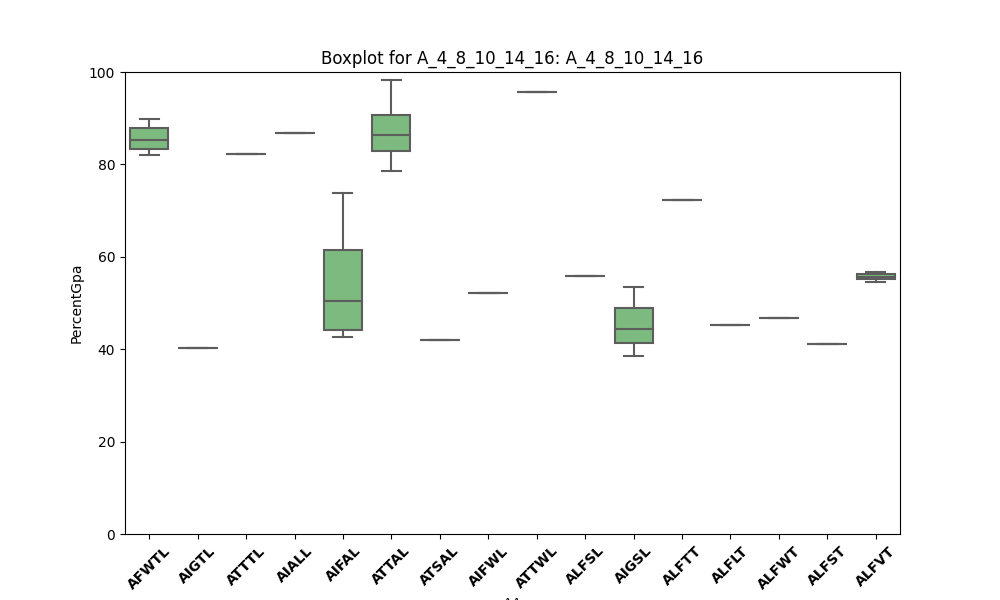 Boxplot for A_4_8_10_14_16: A_4_8_10_14_16
PercentGpa
100
80
60
40
20
0
AFWTL
AIGTL
ATTTL
AIALL
AIFAL
ATTAL
ATSAL
AIFWL
ATTWL
ALFSL
AIGSL
ALFTT
ALFLT
ALFWT
ALFST
ALFVT